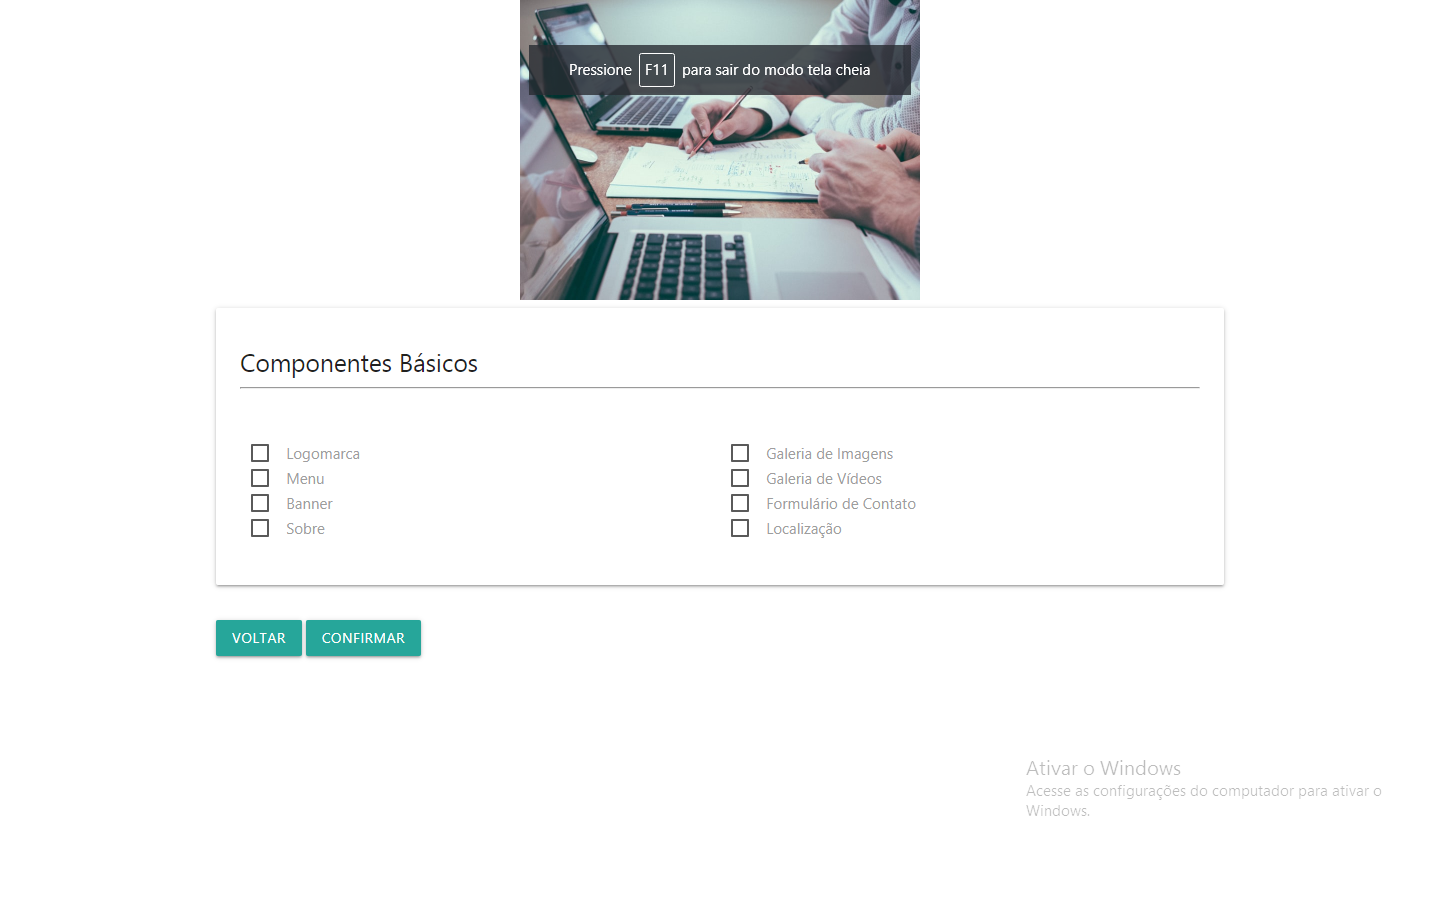 Pressione F11 para sair do modo tela cheia
Componentes Básicos
Logomarca
Menu
Banner
Sobre
Galeria de Imagens
Galeria de Vídeos
Formulário de Contato
Localização
VOLTAR
CONFIRMAR
Ativar o Windows
Acesse as configurações do computador para ativar o
Windows.